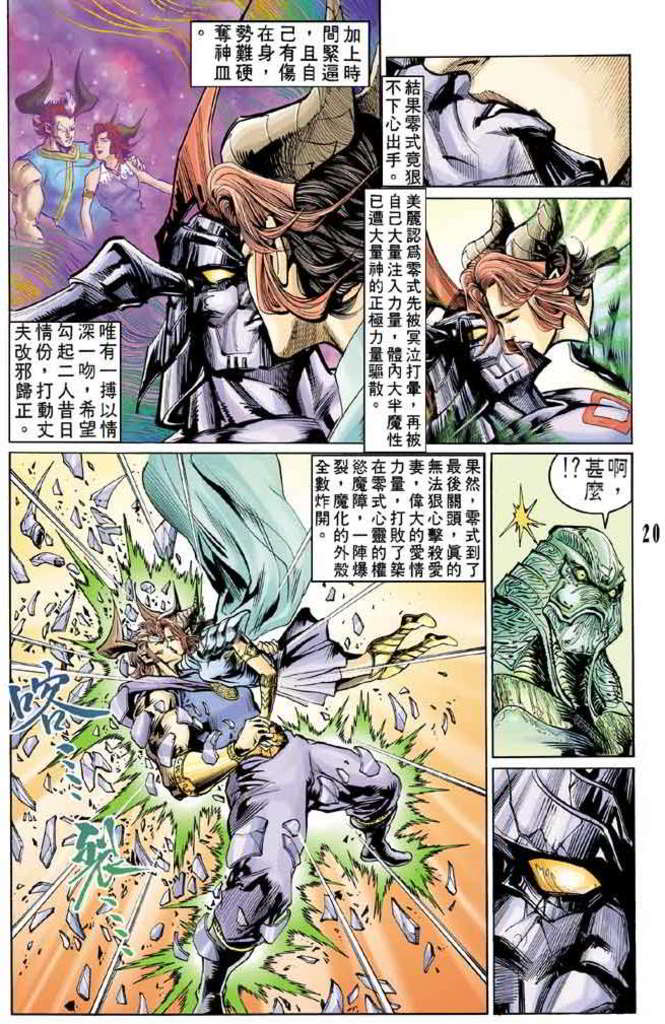 結果零式竟狠
不下心出手。
美麗認爲零式先被冥泣打暈，再被
自己大量注入力量，體內大半魔性
已遭大量神的正極力量驅散。
加上時
間緊逼
，且自
己有傷
在身，
勢難硬
奪神血
。
唯有一搏以情
深一吻，希望
勾起二人昔日
情份，打動丈
夫改邪歸正。
啊，
甚麼
!?
果然，零式到了
最後關頭，眞的
無法狠心擊殺愛
妻，偉大的愛情
力量，打敗了築
在零式心靈的權
慾魔障，一陣爆
裂，魔化的外殼
全數炸開。
喀……
裂……
20